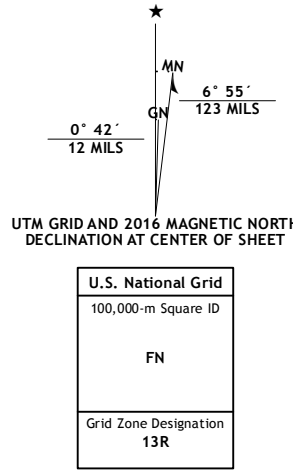 ★
MN
GN
6° 55´
123 MILS
0° 42´
12 MILS
UTM GRID AND 2016 MAGNETIC NORTH
DECLINATION AT CENTER OF SHEET
U.S. National Grid
100,000-m Square ID
FN
Grid Zone Designation
13R